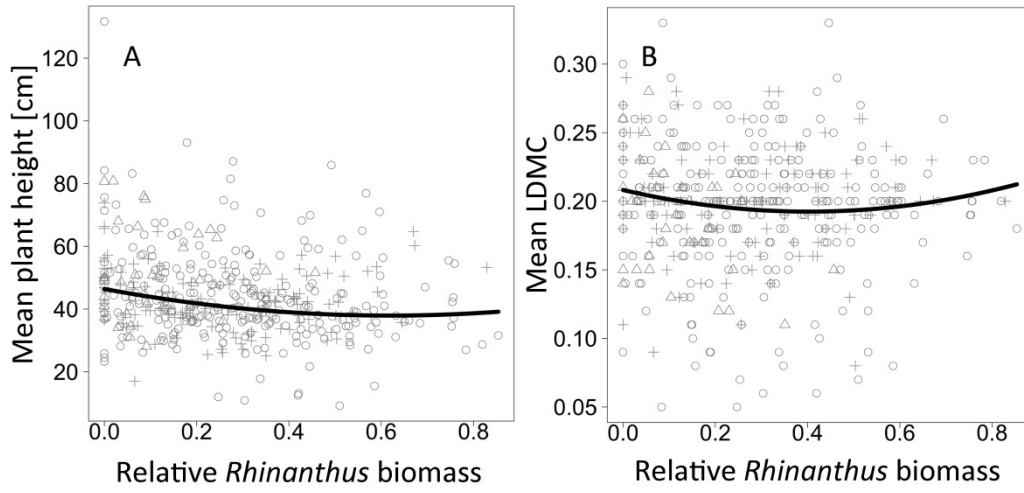 A
Mean plant height [cm]
120
100
80
60
40
20
0.0 0.2 0.4 0.6 0.8
Relative Rhinanthus biomass
B
Mean LDMC
0.30
0.25
0.20
0.15
0.10
0.05
0.0 0.2 0.4 0.6 0.8
Relative Rhinanthus biomass